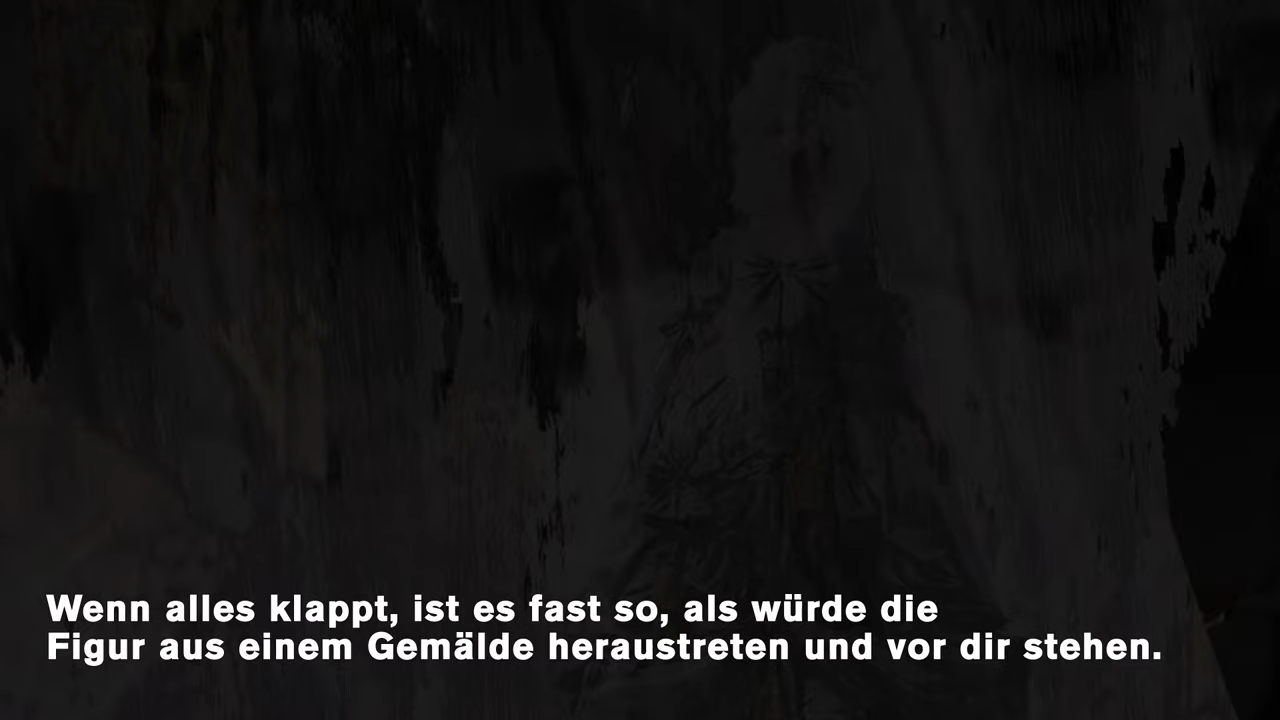 Wenn alles klappt, ist es fast so, als würde die
Figur aus einem Gemälde heraustreten und vor dir stehen.